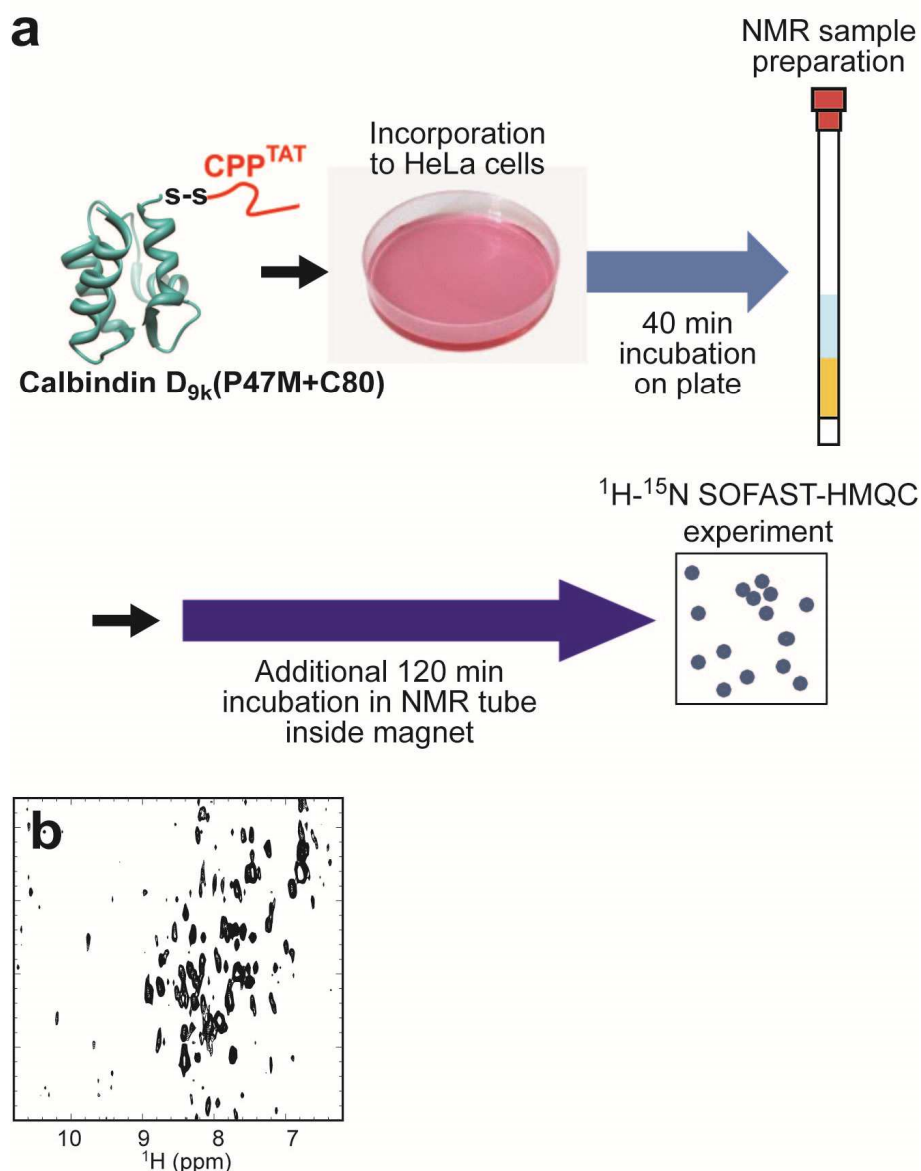 a
NMR sample
preparation
Incorporation
to HeLa cells
CPPᵀᴬᵀ
s-s
40 min
incubation
on plate
Calbindin D₉ₖ(P47M+C80)
¹H-¹⁵N SOFAST-HMQC
experiment
Additional 120 min
incubation in NMR tube
inside magnet
b
10 9 8 7
¹H (ppm)